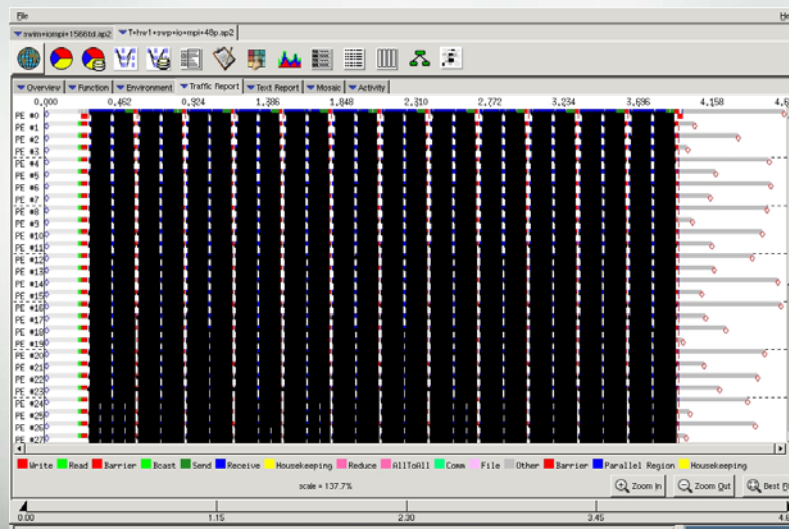 File
swim+iompi+1566td.ap2 T+hw1+swp+io+mpi+48p.ap2
Overview Function Environment Traffic Report Text Report Mosaic Activity
0.000 0.462 0.924 1.386 1.848 2.310 2.772 3.234 3.696 4.158
PE #0
PE #1
PE #2
PE #3
PE #4
PE #5
PE #6
PE #7
PE #8
PE #9
PE #10
PE #11
PE #12
PE #13
PE #14
PE #15
PE #16
PE #17
PE #18
PE #19
PE #20
PE #21
PE #22
PE #23
PE #24
PE #25
PE #26
PE #27
Write Read Barrier Bcast Send Receive Housekeeping Reduce AllToAll Comm File Other Barrier Parallel Region Housekeeping
scale = 137.7% Zoom In Zoom Out Best
0.00 1.15 2.30 3.45